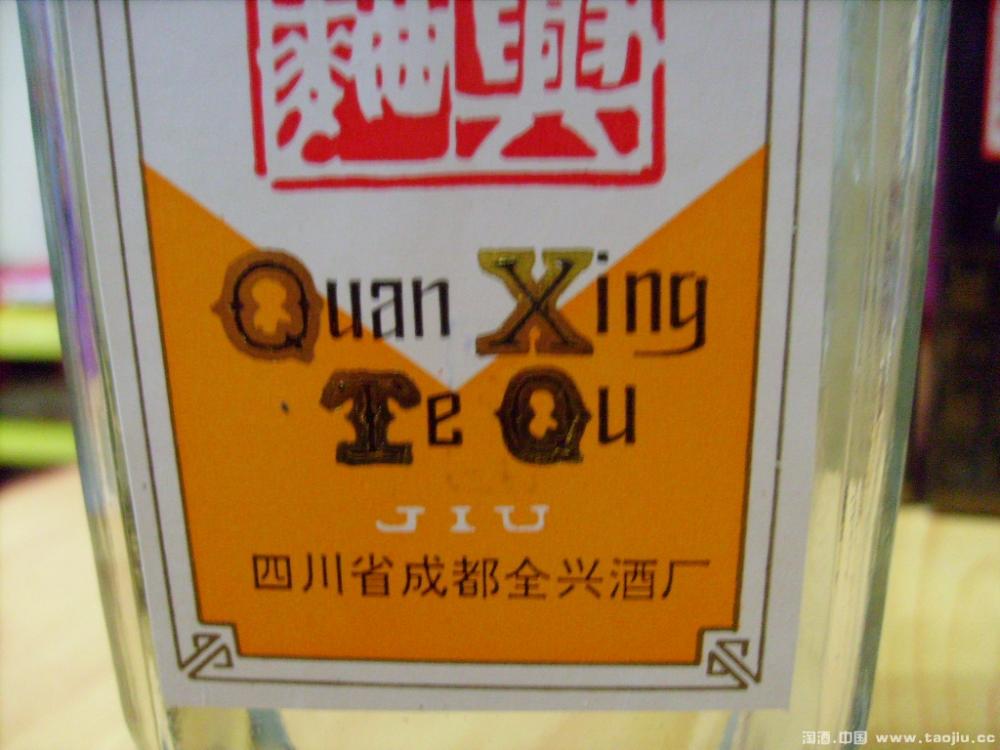 Quan Xing
Te Qu
JIU
四川省成都全兴酒厂
淘酒.中国 www.taojiu.cc